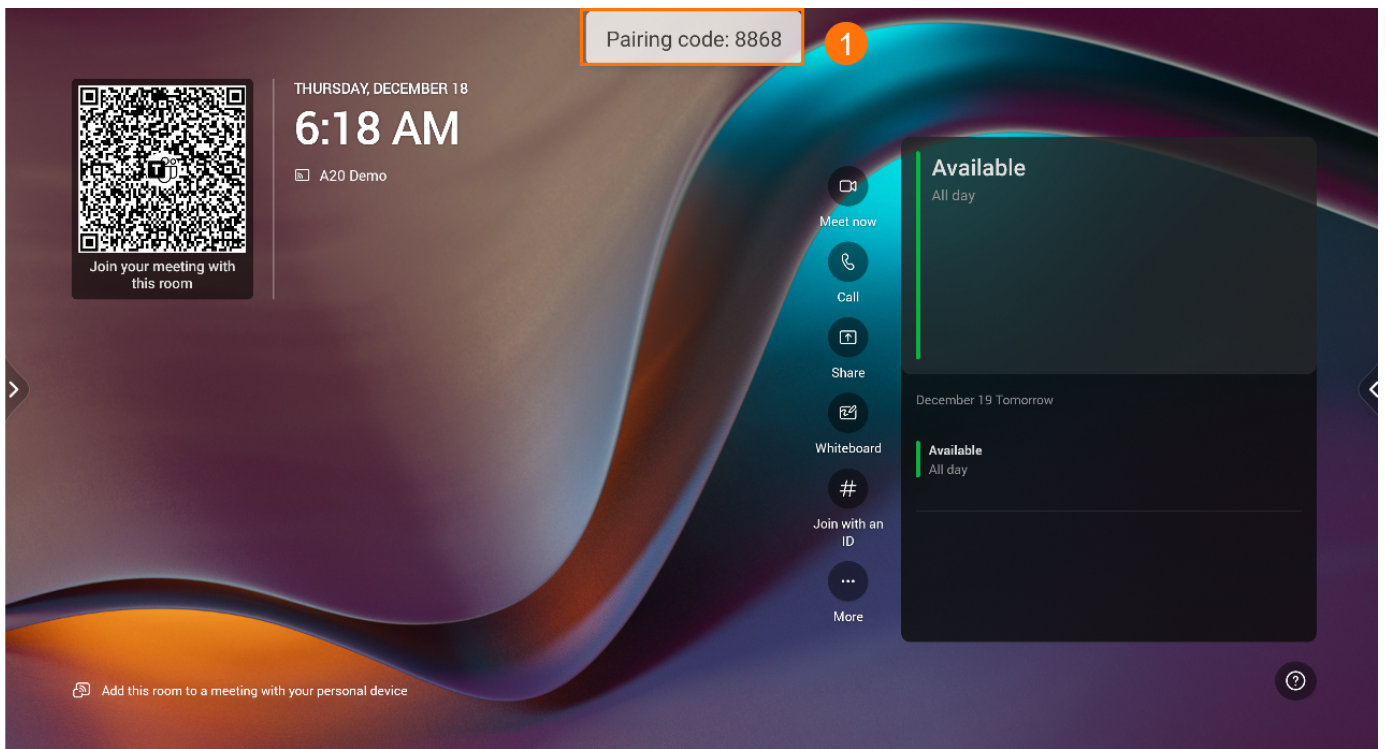 Pairing code: 8868
1
THURSDAY, DECEMBER 18
6:18 AM
A20 Demo
Join your meeting with
this room
Meet now
Call
Share
Whiteboard
#
Join with an
ID
More
Available
All day
December 19 Tomorrow
Available
All day
Add this room to a meeting with your personal device
?